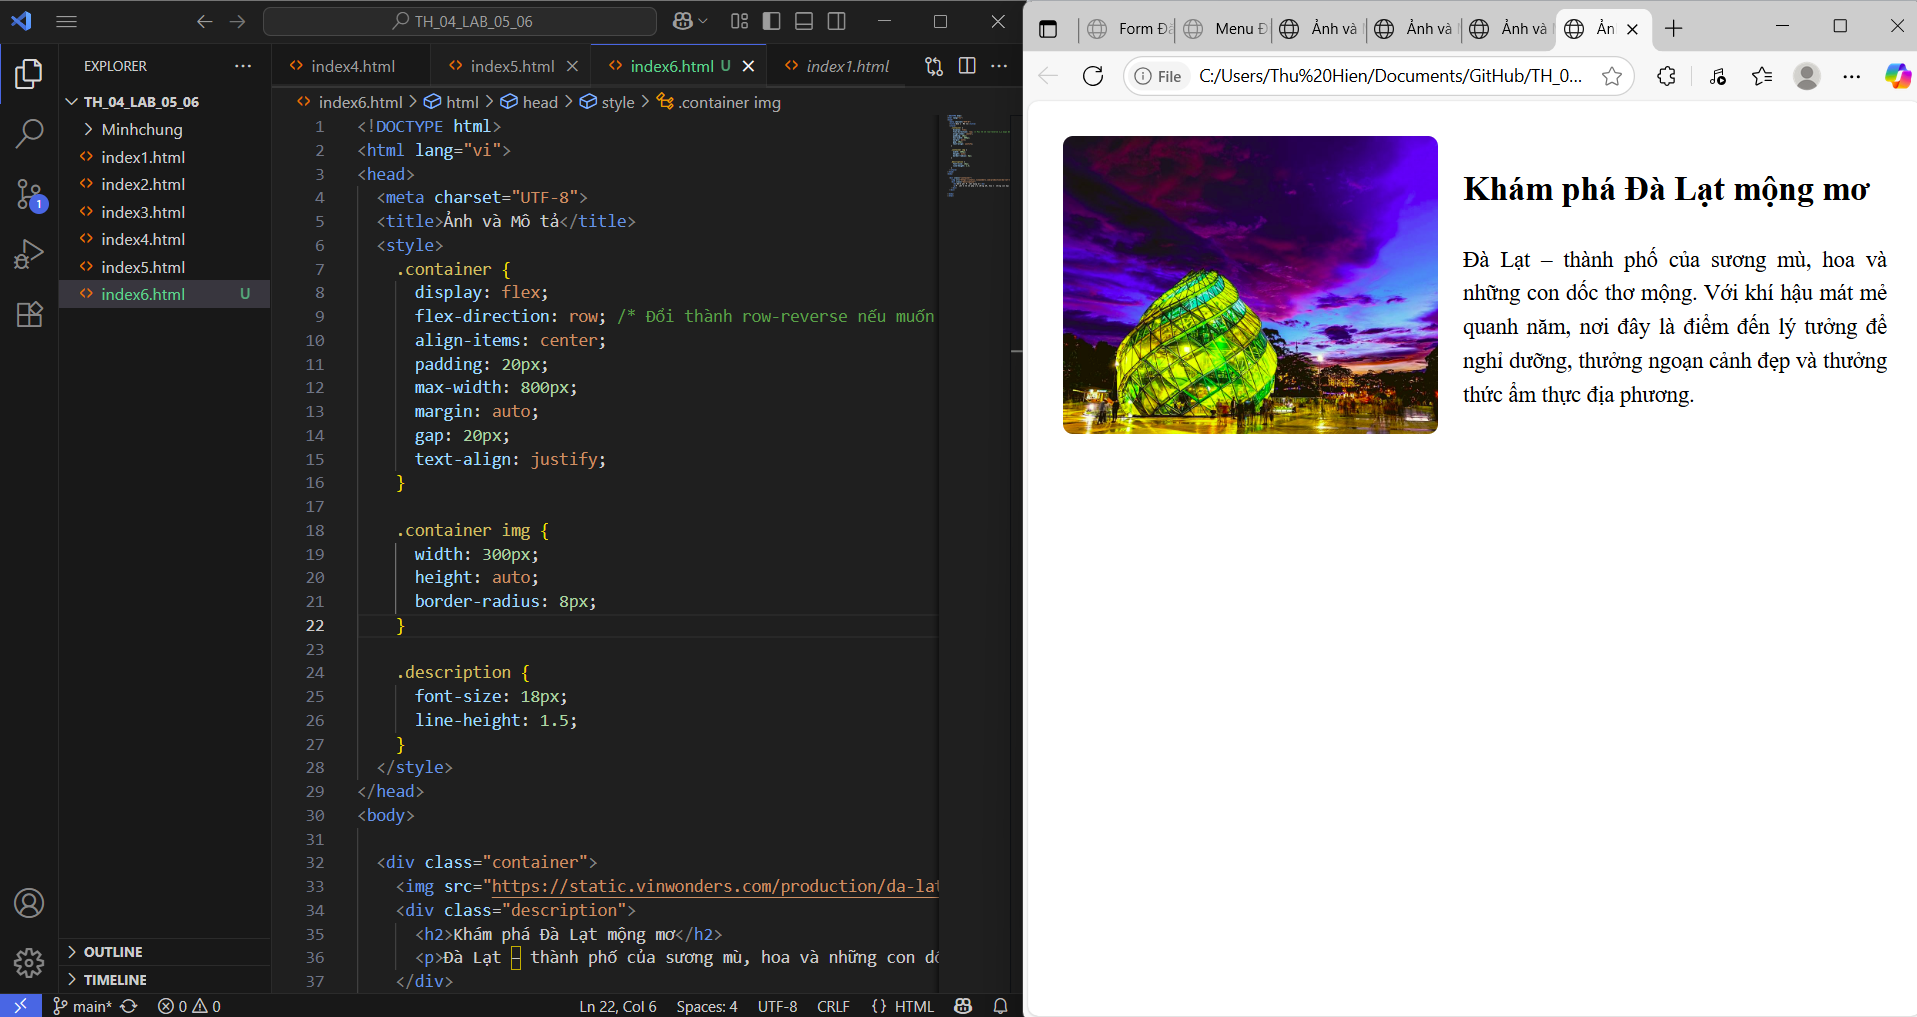 TH_04_LAB_05_06
EXPLORER
index4.html
index5.html
index6.html U
index1.html
TH_04_LAB_05_06
Minhchung
index1.html
index2.html
index3.html
index4.html
index5.html
index6.html U
1
OUTLINE
TIMELINE
index6.html > html > head > style > .container img
1 <!DOCTYPE html>
2 <html lang="vi">
3 <head>
4 <meta charset="UTF-8">
5 <title>Ảnh và Mô tả</title>
6 <style>
7 .container {
8 display: flex;
9 flex-direction: row; /* Đổi thành row-reverse nếu muốn
10 align-items: center;
11 padding: 20px;
12 max-width: 800px;
13 margin: auto;
14 gap: 20px;
15 text-align: justify;
16 }
17
18 .container img {
19 width: 300px;
20 height: auto;
21 border-radius: 8px;
22 }
23
24 .description {
25 font-size: 18px;
26 line-height: 1.5;
27 }
28 </style>
29 </head>
30 <body>
31
32 <div class="container">
33 <img src="https://static.vinwonders.com/production/da-lat
34 <div class="description">
35 <h2>Khám phá Đà Lạt mộng mơ</h2>
36 <p>Đà Lạt – thành phố của sương mù, hoa và những con dố
37 </div>
main* 0 0 Ln 22, Col 6 Spaces: 4 UTF-8 CRLF {} HTML
Form Đă Menu Đ Ảnh và Ảnh và Ảnh và Ản
File C:/Users/Thu%20Hien/Documents/GitHub/TH_0...
Khám phá Đà Lạt mộng mơ
Đà Lạt – thành phố của sương mù, hoa và
những con dốc thơ mộng. Với khí hậu mát mẻ
quanh năm, nơi đây là điểm đến lý tưởng để
nghỉ dưỡng, thưởng ngoạn cảnh đẹp và thưởng
thức ẩm thực địa phương.